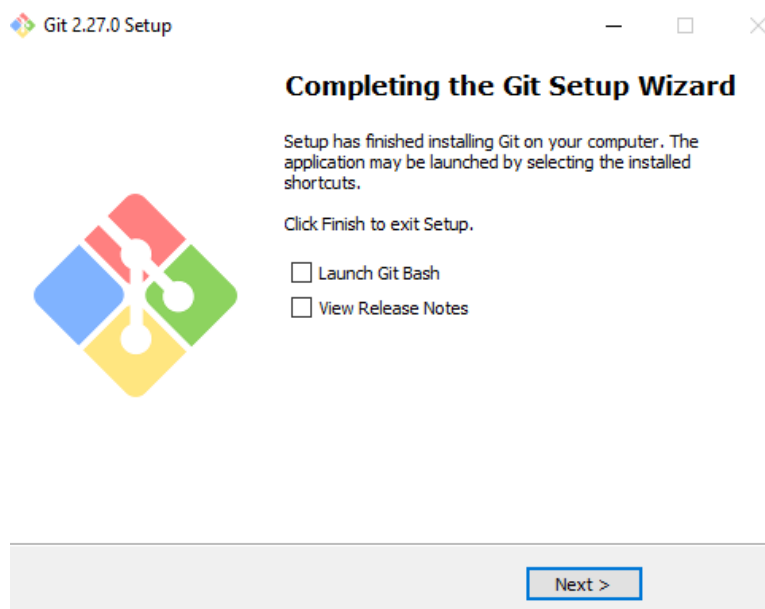 Git 2.27.0 Setup
Completing the Git Setup Wizard
Setup has finished installing Git on your computer. The
application may be launched by selecting the installed
shortcuts.
Click Finish to exit Setup.
Launch Git Bash
View Release Notes
Next >